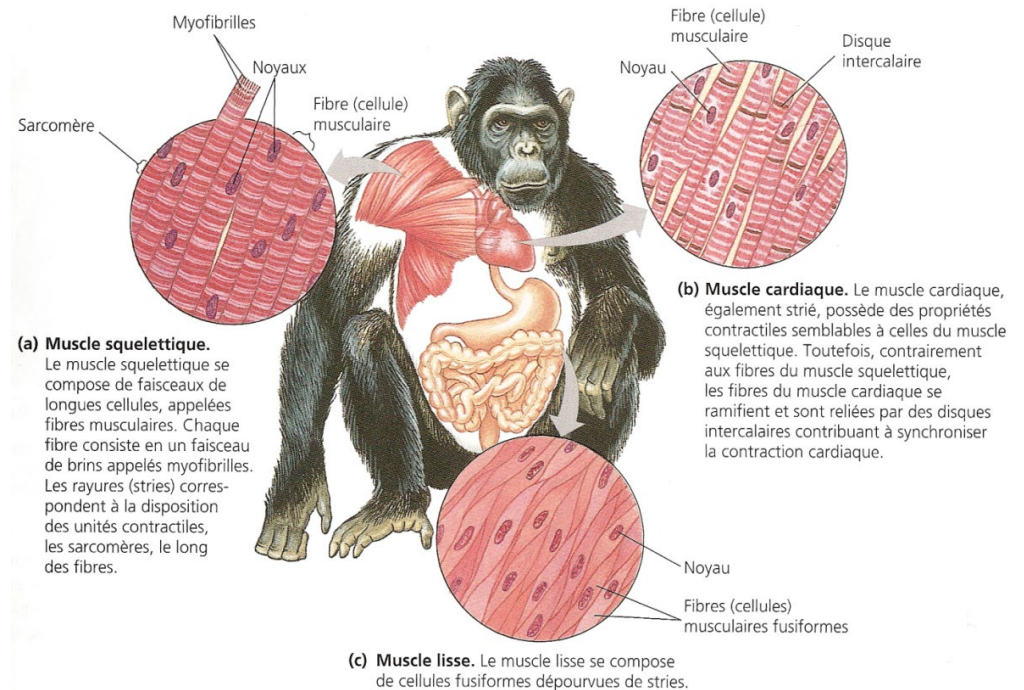 Myofibrilles
Noyaux
Fibre (cellule)
musculaire
Sarcomère
(a) Muscle squelettique.
Le muscle squelettique se
compose de faisceaux de
longues cellules, appelées
fibres musculaires. Chaque
fibre consiste en un faisceau
de brins appelés myofibrilles.
Les rayures (stries) corres-
pondent à la disposition
des unités contractiles,
les sarcomères, le long
des fibres.
Fibre (cellule)
musculaire
Disque
intercalaire
Noyau
(b) Muscle cardiaque. Le muscle cardiaque,
également strié, possède des propriétés
contractiles semblables à celles du muscle
squelettique. Toutefois, contrairement
aux fibres du muscle squelettique,
les fibres du muscle cardiaque se
ramifient et sont reliées par des disques
intercalaires contribuant à synchroniser
la contraction cardiaque.
Noyau
Fibres (cellules)
musculaires fusiformes
(c) Muscle lisse. Le muscle lisse se compose
de cellules fusiformes dépourvues de stries.